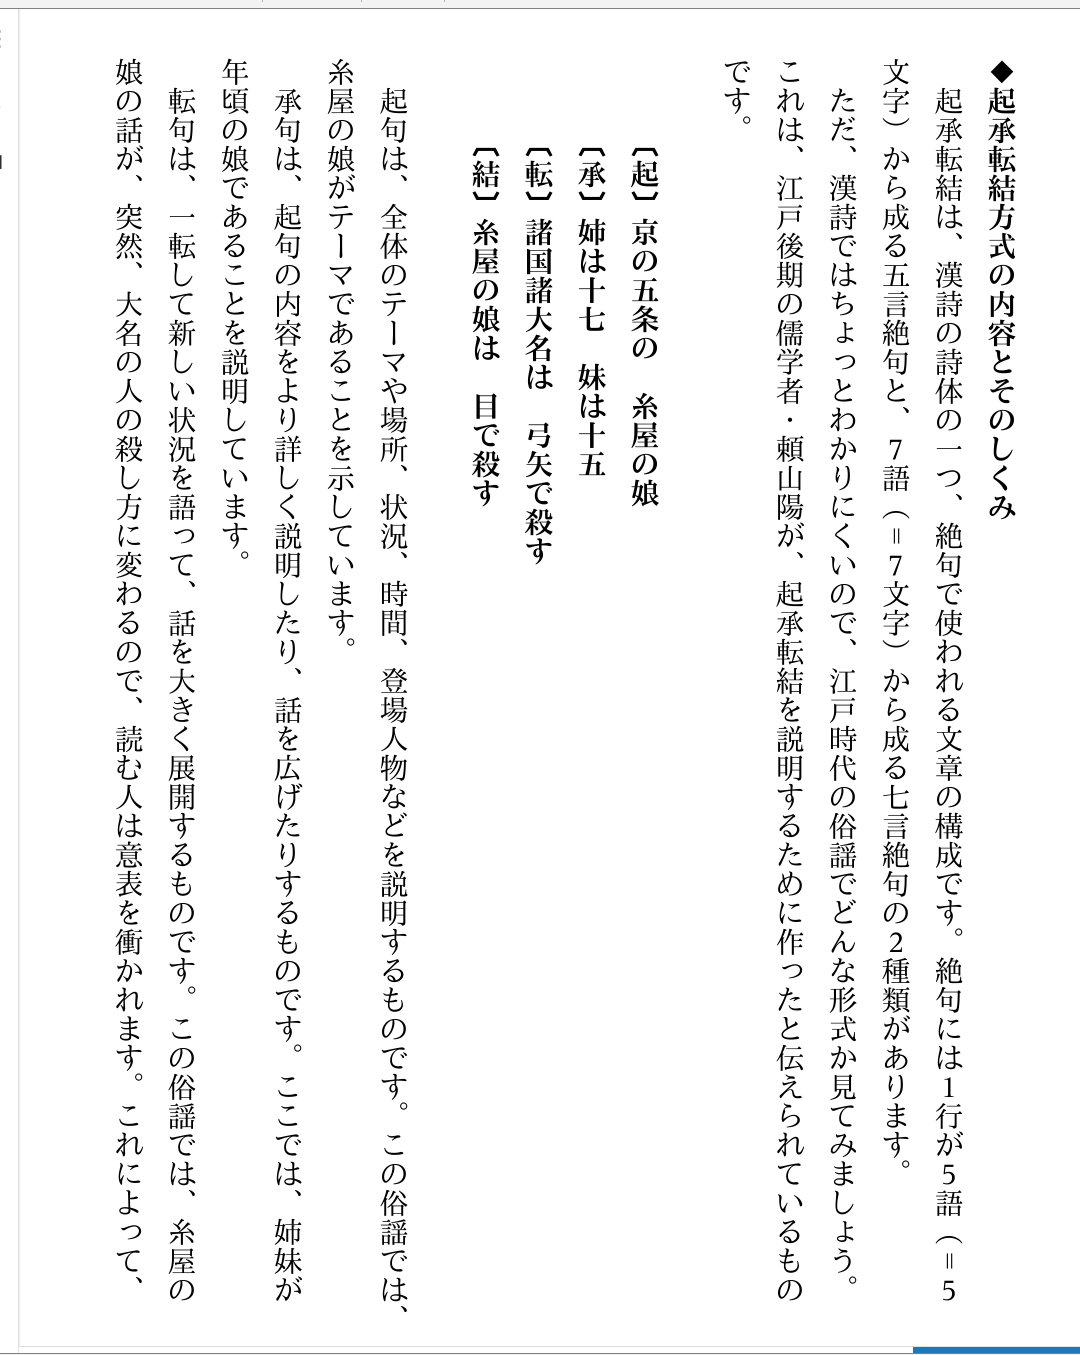 ◆起承転結方式の内容とそのしくみ
　起承転結は、漢詩の詩体の一つ、絶句で使われる文章の構成です。絶句には1行が5語（＝5
文字）から成る五言絶句と、7語（＝7文字）から成る七言絶句の2種類があります。
　ただ、漢詩ではちょっとわかりにくいので、江戸時代の俗謡でどんな形式か見てみましょう。
これは、江戸後期の儒学者・頼山陽が、起承転結を説明するために作ったと伝えられているもの
です。
〔起〕京の五条の　糸屋の娘
〔承〕姉は十七　妹は十五
〔転〕諸国諸大名は　弓矢で殺す
〔結〕糸屋の娘は　目で殺す
　起句は、全体のテーマや場所、状況、時間、登場人物などを説明するものです。この俗謡では、
糸屋の娘がテーマであることを示しています。
　承句は、起句の内容をより詳しく説明したり、話を広げたりするものです。ここでは、姉妹が
年頃の娘であることを説明しています。
　転句は、一転して新しい状況を語って、話を大きく展開するものです。この俗謡では、糸屋の
娘の話が、突然、大名の人の殺し方に変わるので、読む人は意表を衝かれます。これによって、